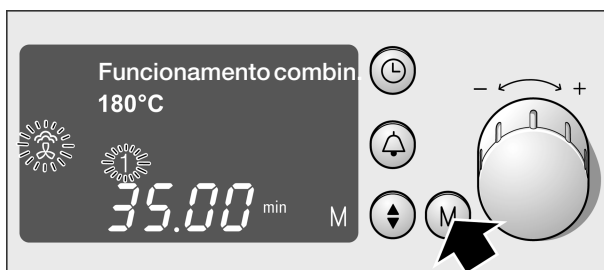 Funcionamento combin.
180°C
1
35.00 min M
M
- +